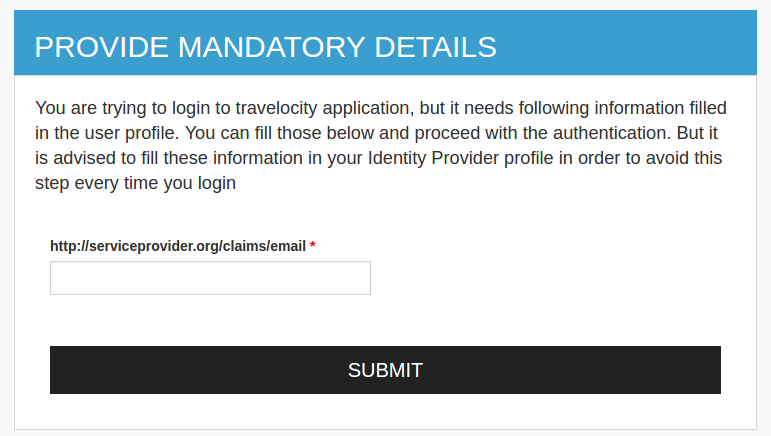 PROVIDE MANDATORY DETAILS
You are trying to login to travelocity application, but it needs following information filled
in the user profile. You can fill those below and proceed with the authentication. But it
is advised to fill these information in your Identity Provider profile in order to avoid this
step every time you login
http://serviceprovider.org/claims/email *
SUBMIT